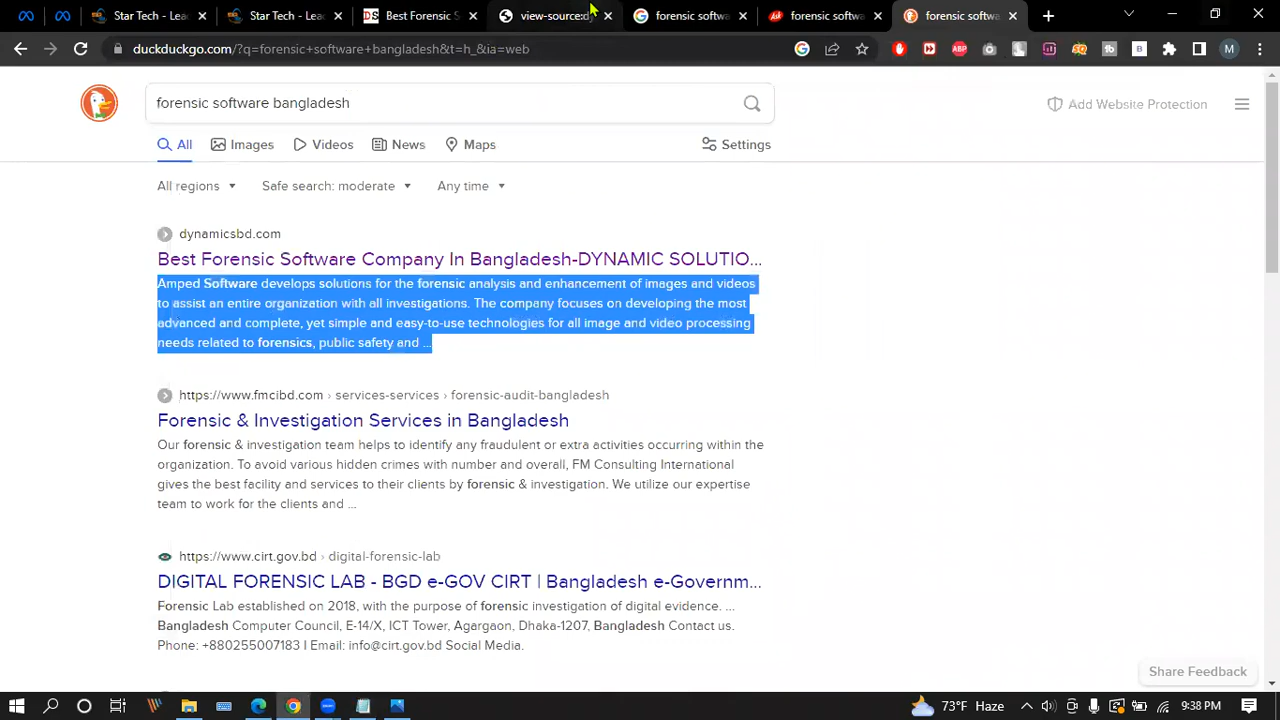 Star Tech - Lea
Star Tech - Lea
DS Best Forensic S
view-source:d
forensic softwa
Ask forensic softwa
forensic softwa
duckduckgo.com/?q=forensic+software+bangladesh&t=h_&ia=web
ABP
tb
B
M
forensic software bangladesh
Add Website Protection
All Images Videos News Maps Settings
All regions Safe search: moderate Any time
dynamicsbd.com
Best Forensic Software Company In Bangladesh-DYNAMIC SOLUTIO...
Amped Software develops solutions for the forensic analysis and enhancement of images and videos
to assist an entire organization with all investigations. The company focuses on developing the most
advanced and complete, yet simple and easy-to-use technologies for all image and video processing
needs related to forensics, public safety and ...
https://www.fmcibd.com › services-services › forensic-audit-bangladesh
Forensic & Investigation Services in Bangladesh
Our forensic & investigation team helps to identify any fraudulent or extra activities occurring within the
organization. To avoid various hidden crimes with number and overall, FM Consulting International
gives the best facility and services to their clients by forensic & investigation. We utilize our expertise
team to work for the clients and ...
https://www.cirt.gov.bd › digital-forensic-lab
DIGITAL FORENSIC LAB - BGD e-GOV CIRT | Bangladesh e-Governm...
Forensic Lab established on 2018, with the purpose of forensic investigation of digital evidence. ...
Bangladesh Computer Council, E-14/X, ICT Tower, Agargaon, Dhaka-1207, Bangladesh Contact us.
Phone: +880255007183 | Email: info@cirt.gov.bd Social Media.
Share Feedback
73°F Haze
9:38 PM